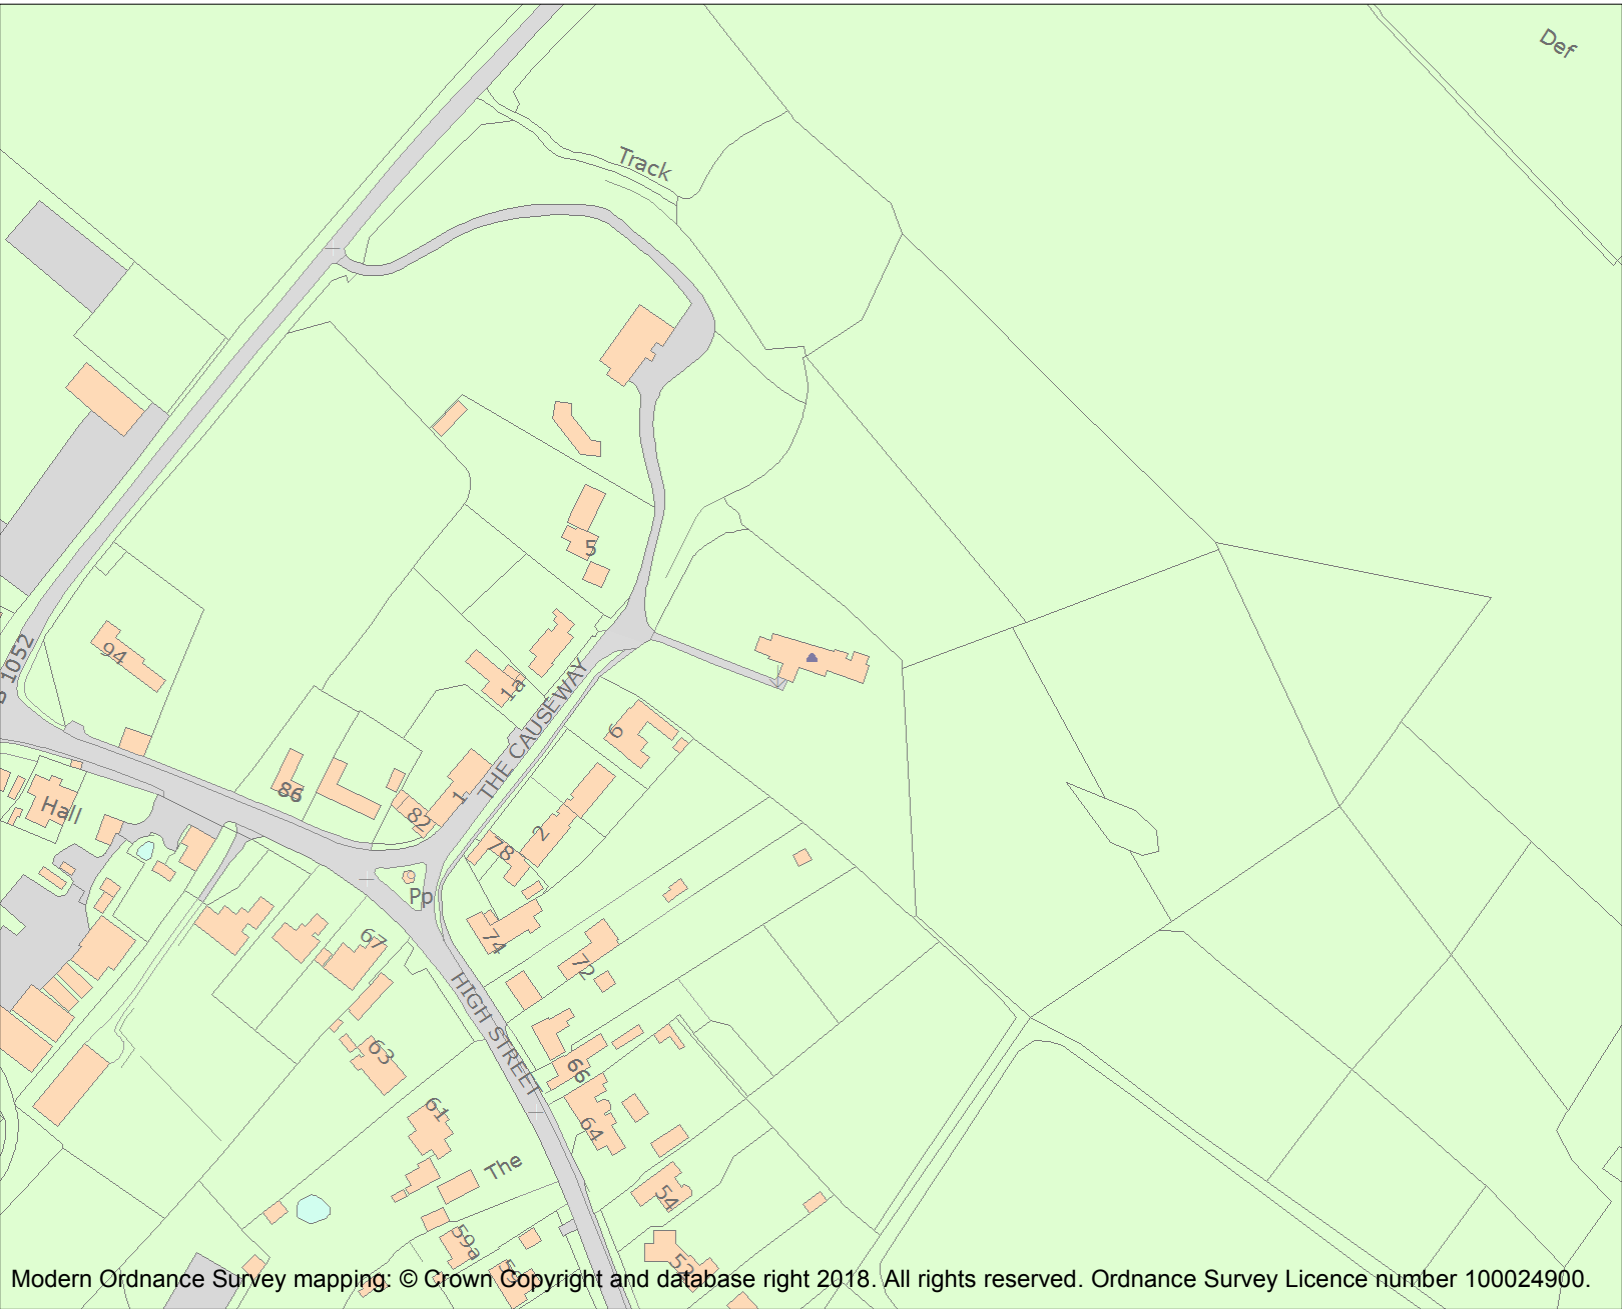 Def
Track
5
94
B 1052
1a
THE CAUSEWAY
6
86
1
82
Hall
2
78
Pp
67
74
72
HIGH STREET
63
66
61
64
The
54
59a
52
Modern Ordnance Survey mapping: © Crown Copyright and database right 2018. All rights reserved. Ordnance Survey Licence number 100024900.